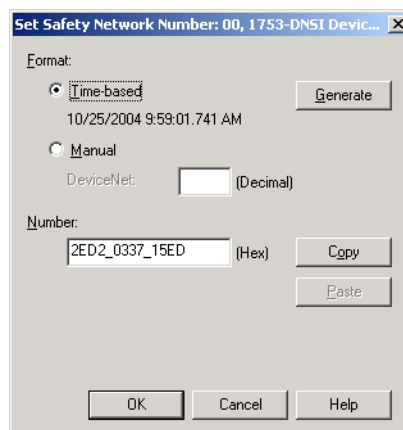 Set Safety Network Number: 00, 1753-DNSI Devic...
Format:
Time-based
Generate
10/25/2004 9:59:01.741 AM
Manual
DeviceNet:
(Decimal)
Number:
2ED2_0337_15ED
(Hex)
Copy
Paste
OK
Cancel
Help